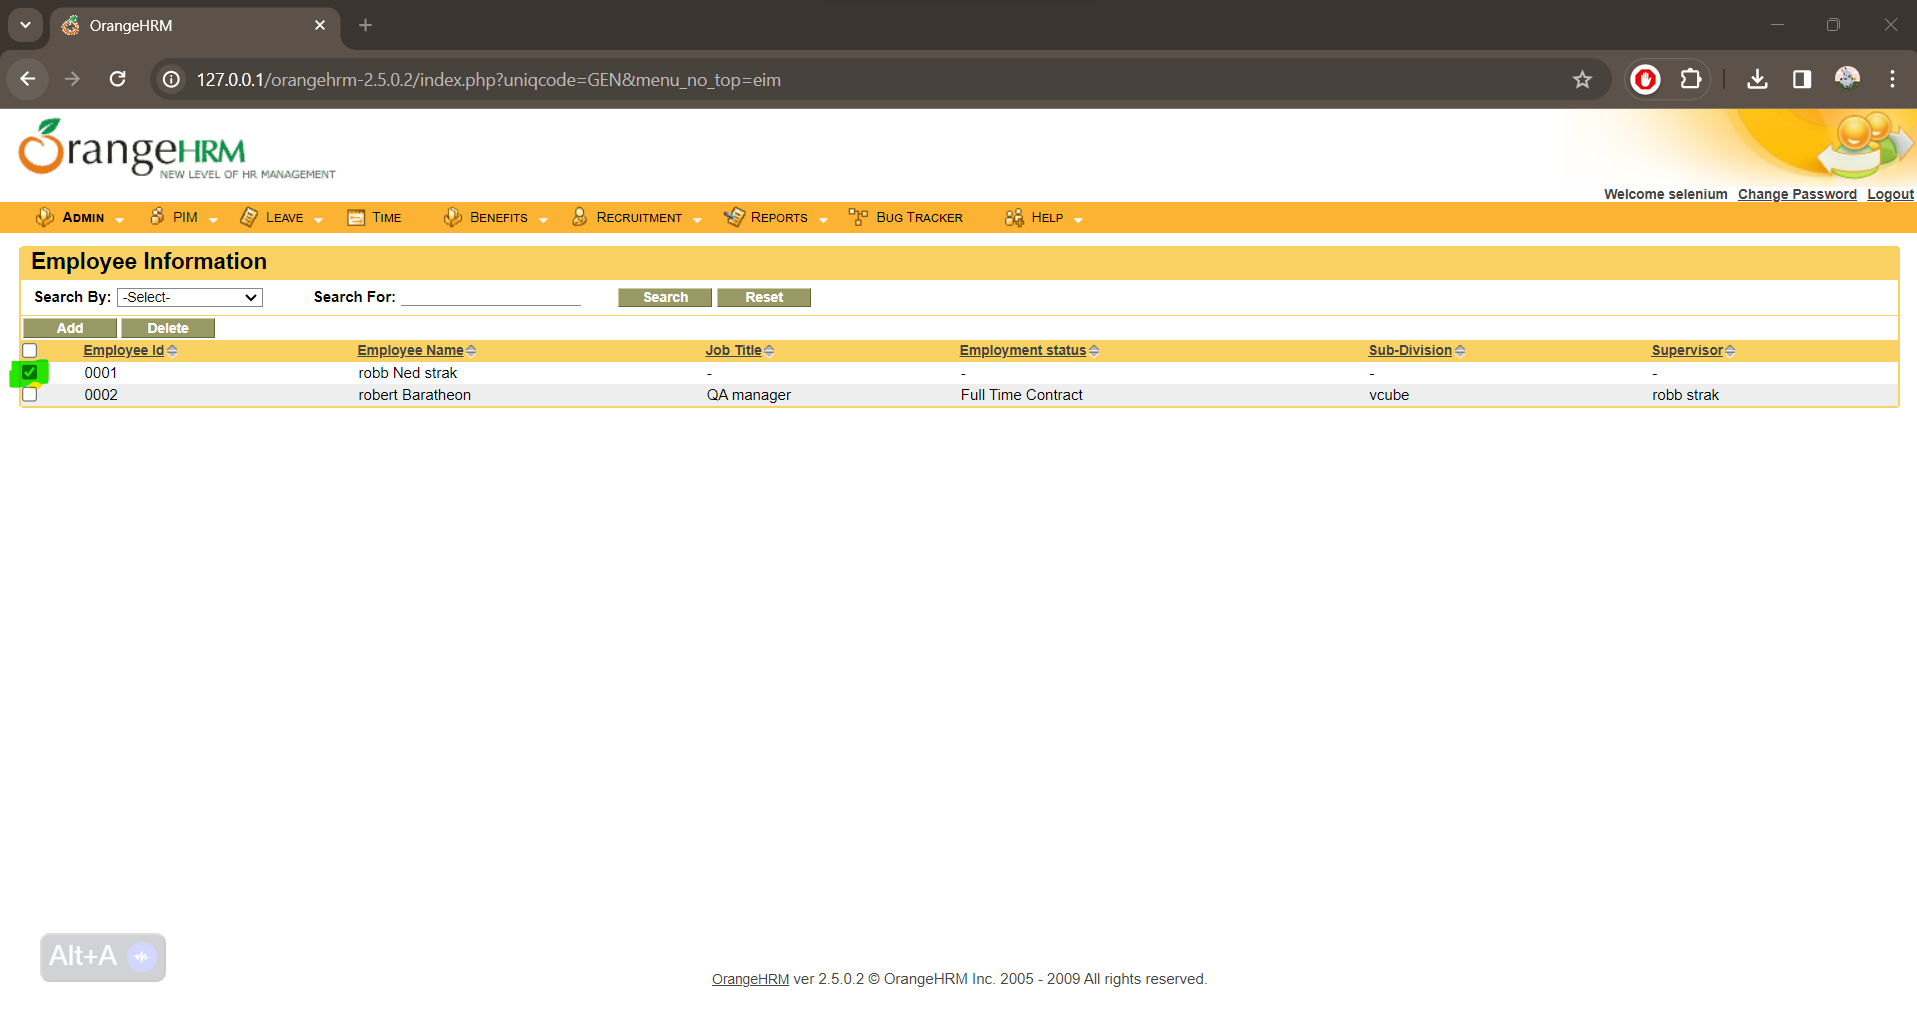 OrangeHRM
127.0.0.1/orangehrm-2.5.0.2/index.php?uniqcode=GEN&menu_no_top=eim
OrangeHRM
NEW LEVEL OF HR MANAGEMENT
Welcome selenium Change Password Logout
ADMIN PIM LEAVE TIME BENEFITS RECRUITMENT REPORTS BUG TRACKER HELP
Employee Information
Search By: -Select- Search For: Search Reset
Add Delete
Employee Id Employee Name Job Title Employment status Sub-Division Supervisor
0001 robb Ned strak - - - -
0002 robert Baratheon QA manager Full Time Contract vcube robb strak
Alt+A
OrangeHRM ver 2.5.0.2 © OrangeHRM Inc. 2005 - 2009 All rights reserved.